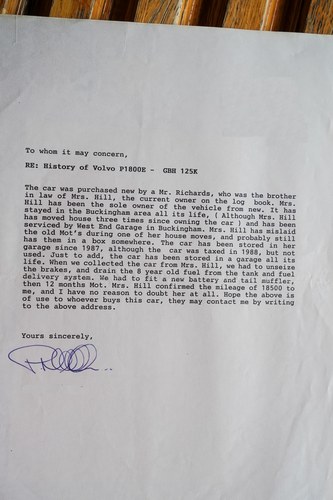 To whom it may concern,
RE: History of Volvo P1800E - GBH 125K
The car was purchased new by a Mr. Richards, who was the brother
in law of Mrs. Hill, the current owner on the log book. Mrs.
Hill has been the sole owner of the vehicle from new. It has
stayed in the Buckingham area all its life, ( Although Mrs. Hill
has moved house three times since owning the car ) and has been
serviced by West End Garage in Buckingham. Mrs. Hill has mislaid
the old Mot's during one of her house moves, and probably still
has them in a box somewhere. The car has been stored in her
garage since 1987, although the car was taxed in 1988, but not
used. Just to add, the car has been stored in a garage all its
life. When we collected the car from Mrs. Hill, we had to unseize
the brakes, and drain the 8 year old fuel from the tank and fuel
delivery system. We had to fit a new battery and tail muffler,
then 12 months Mot. Mrs. Hill confirmed the mileage of 18500 to
me, and I have no reason to doubt her at all. Hope the above is
of use to whoever buys this car, they may contact me by writing
to the above address.
Yours sincerely,